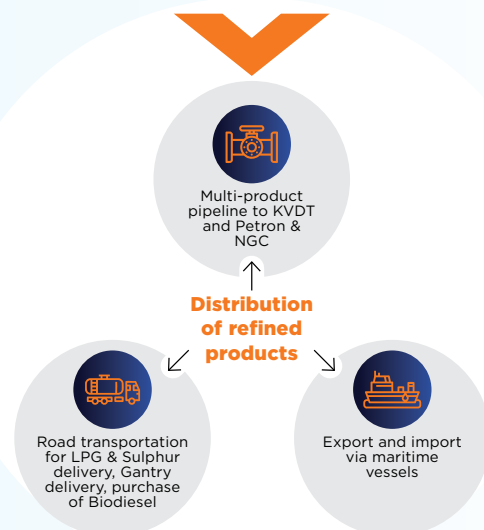 Multi-product
pipeline to KVDT
and Petron &
NGC
Distribution
of refined
products
Road transportation
for LPG & Sulphur
delivery, Gantry
delivery, purchase
of Biodiesel
Export and import
via maritime
vessels